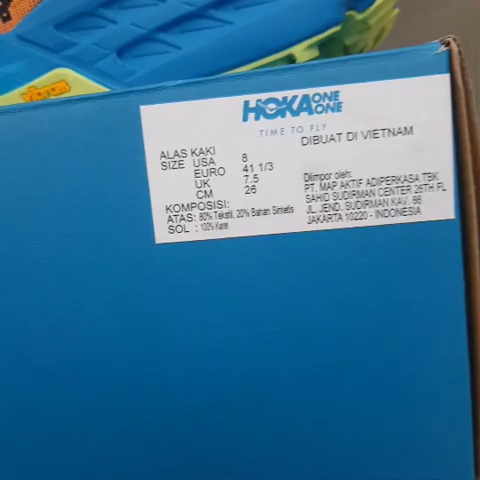 vibram
HOKA ONE ONE
TIME TO FLY
DIBUAT DI VIETNAM
ALAS KAKI
SIZE USA 8
EURO 41 1/3
UK 7.5
CM 26
KOMPOSISI:
ATAS: 80% Tekstil, 20% Bahan Sintetis
SOL : 100% Karet
Diimpor oleh:
PT. MAP AKTIF ADIPERKASA TBK
SAHID SUDIRMAN CENTER 26TH FL
JL. JEND. SUDIRMAN KAV. 86
JAKARTA 10220 - INDONESIA